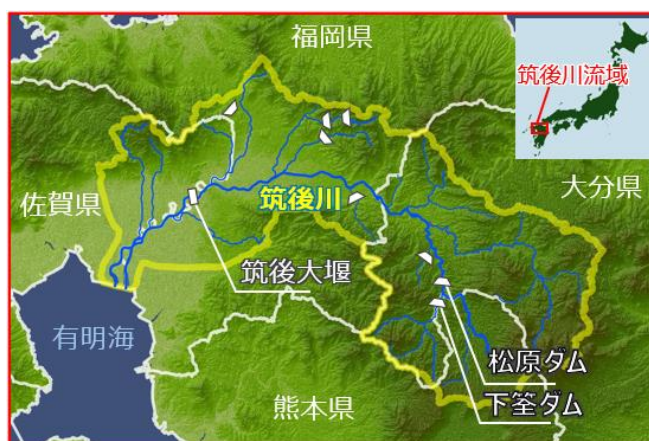 福岡県
筑後川流域
佐賀県
筑後川
大分県
筑後大堰
有明海
松原ダム
下筌ダム
熊本県